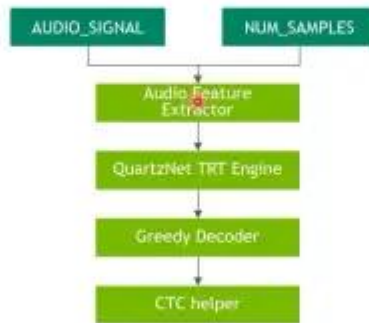 AUDIO_SIGNAL
NUM_SAMPLES
Audio Feature
Extractor
QuartzNet TRT Engine
Greedy Decoder
CTC helper